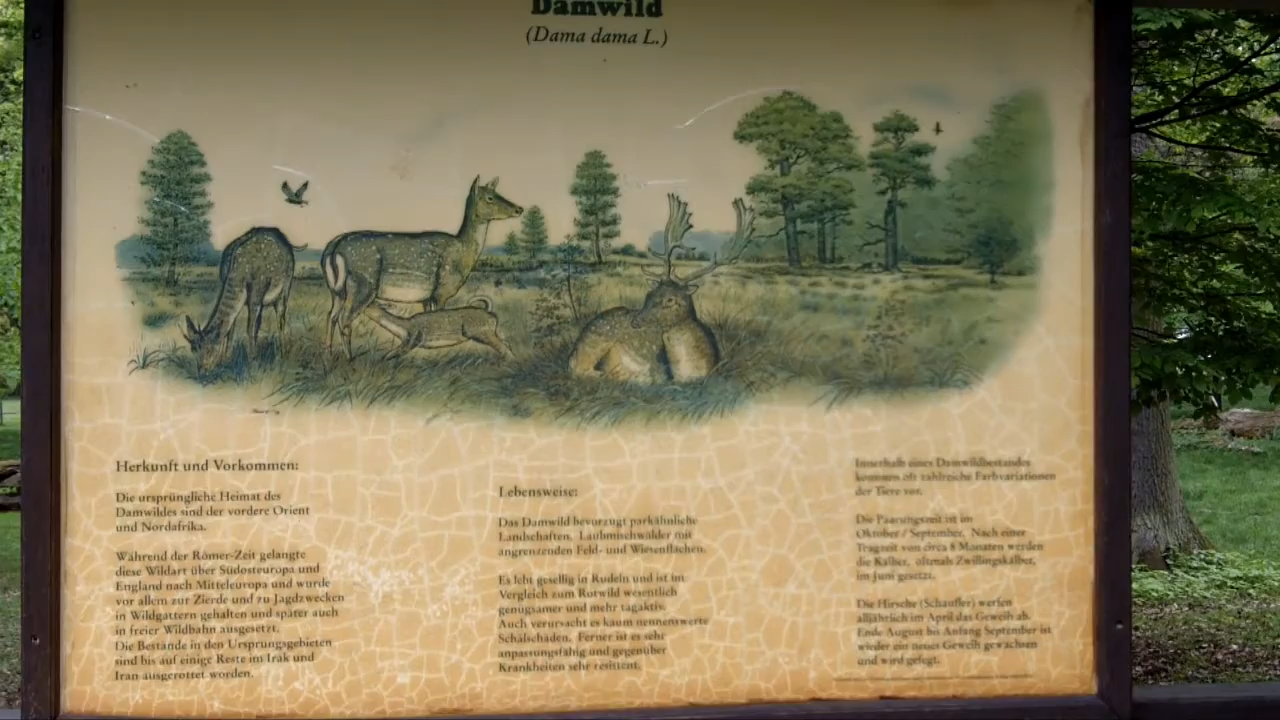 Damwild
(Dama dama L.)
Herkunft und Vorkommen:
Die ursprüngliche Heimat des
Damwildes sind der vordere Orient
und Nordafrika.
Während der Römer-Zeit gelangte
diese Wildart über Südosteuropa und
England nach Mitteleuropa und wurde
vor allem zur Zierde und zu Jagdzwecken
in Wildgattern gehalten und später auch
in freier Wildbahn ausgesetzt.
Die Bestände in den Ursprungsgebieten
sind bis auf einige Reste im Irak und
Iran ausgerottet worden.
Lebensweise:
Das Damwild bevorzugt parkähnliche
Landschaften, Laubmischwälder mit
angrenzenden Feld- und Wiesenflächen.
Es lebt gesellig in Rudeln und ist im
Vergleich zum Rotwild wesentlich
genügsamer und mehr tagaktiv.
Auch verursacht es kaum nennenswerte
Schälschäden. Ferner ist es sehr
anpassungsfähig und gegenüber
Krankheiten sehr resistent.
Innerhalb eines Damwildbestandes
kommen oft zahlreiche Farbvariationen
der Tiere vor.
Die Paarungszeit ist im
Oktober / September. Nach einer
Tragzeit von circa 8 Monaten werden
die Kälber, oftmals Zwillingskälber,
im Juni gesetzt.
Die Hirsche (Schaufler) werfen
alljährlich im April das Geweih ab.
Ende August bis Anfang September ist
wieder ein neues Geweih gewachsen
und wird gefegt.